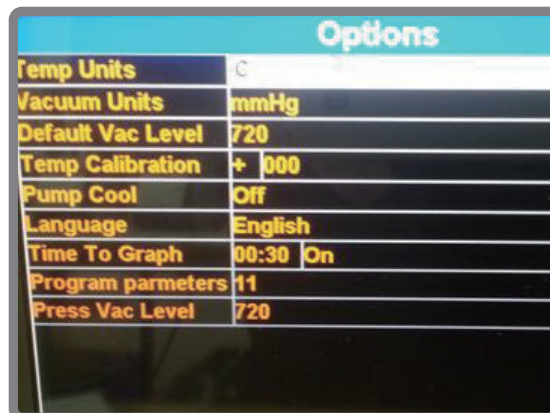 Options
Temp Units C
Vacuum Units mmHg
Default Vac Level 720
Temp Calibration + 000
Pump Cool Off
Language English
Time To Graph 00:30 On
Program parmeters 11
Press Vac Level 720